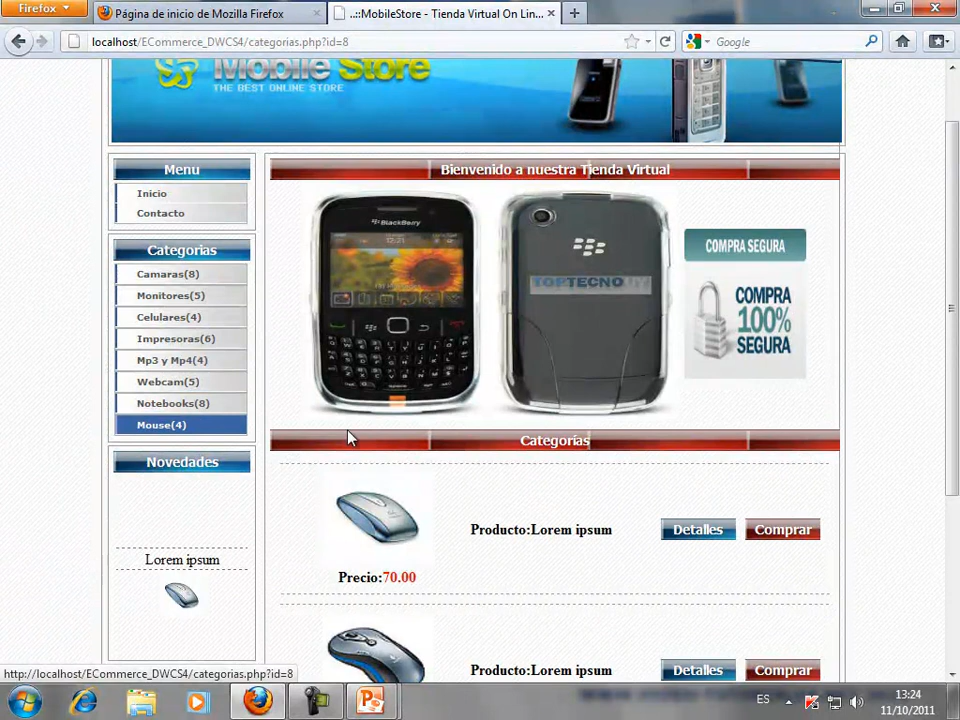 Firefox
Página de inicio de Mozilla Firefox
..::MobileStore - Tienda Virtual On Lin...
localhost/ECommerce_DWCS4/categorias.php?id=8
Google
Mobile Store
THE BEST ONLINE STORE
Menu
Inicio
Contacto
Categorias
Camaras(8)
Monitores(5)
Celulares(4)
Impresoras(6)
Mp3 y Mp4(4)
Webcam(5)
Notebooks(8)
Mouse(4)
Novedades
Lorem ipsum
Bienvenido a nuestra Tienda Virtual
BlackBerry
12:21
TOPTECNOUY
COMPRA SEGURA
COMPRA
100%
SEGURA
Categorías
Producto:Lorem ipsum
Detalles
Comprar
Precio:70.00
Producto:Lorem ipsum
Detalles
Comprar
http://localhost/ECommerce_DWCS4/categorias.php?id=8
ES
13:24
11/10/2011